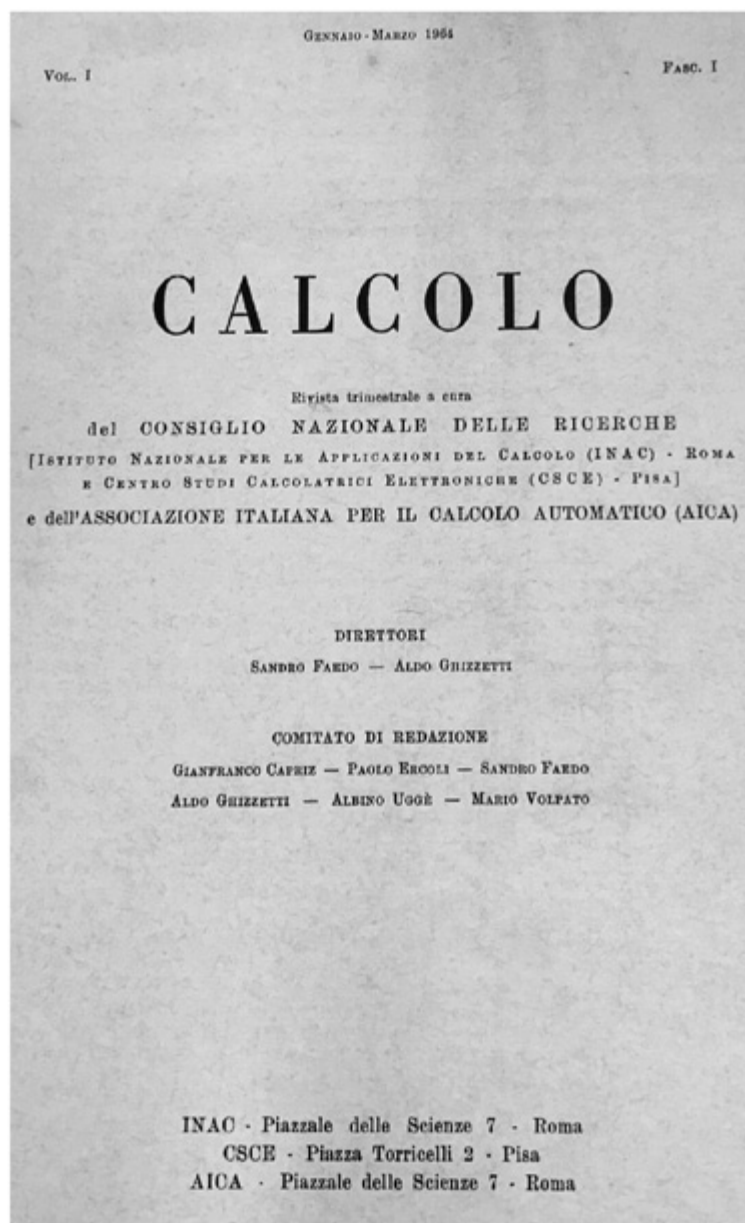 Gennaio - Marzo 1964
Vol. I
Fasc. I
CALCOLO
Rivista trimestrale a cura
del CONSIGLIO NAZIONALE DELLE RICERCHE
[Istituto Nazionale per le Applicazioni del Calcolo (INAC) - Roma
e Centro Studi Calcolatrici Elettroniche (CSCE) - Pisa]
e dell'ASSOCIAZIONE ITALIANA PER IL CALCOLO AUTOMATICO (AICA)
DIRETTORI
Sandro Faedo — Aldo Ghizzetti
COMITATO DI REDAZIONE
Gianfranco Capriz — Paolo Ercoli — Sandro Faedo
Aldo Ghizzetti — Albino Uggè — Mario Volpato
INAC - Piazzale delle Scienze 7 - Roma
CSCE - Piazza Torricelli 2 - Pisa
AICA - Piazzale delle Scienze 7 - Roma